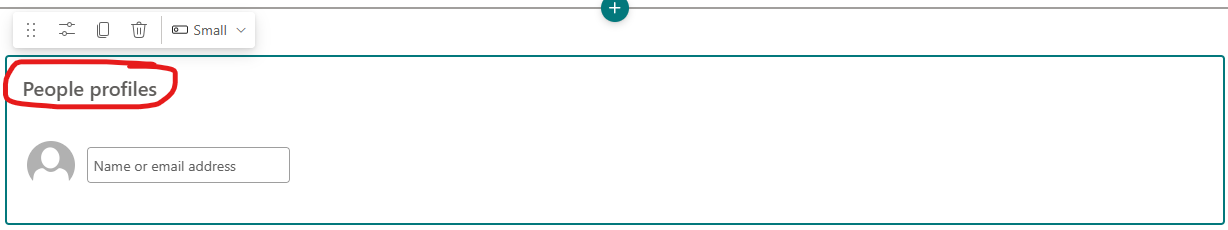 Small
People profiles
Name or email address